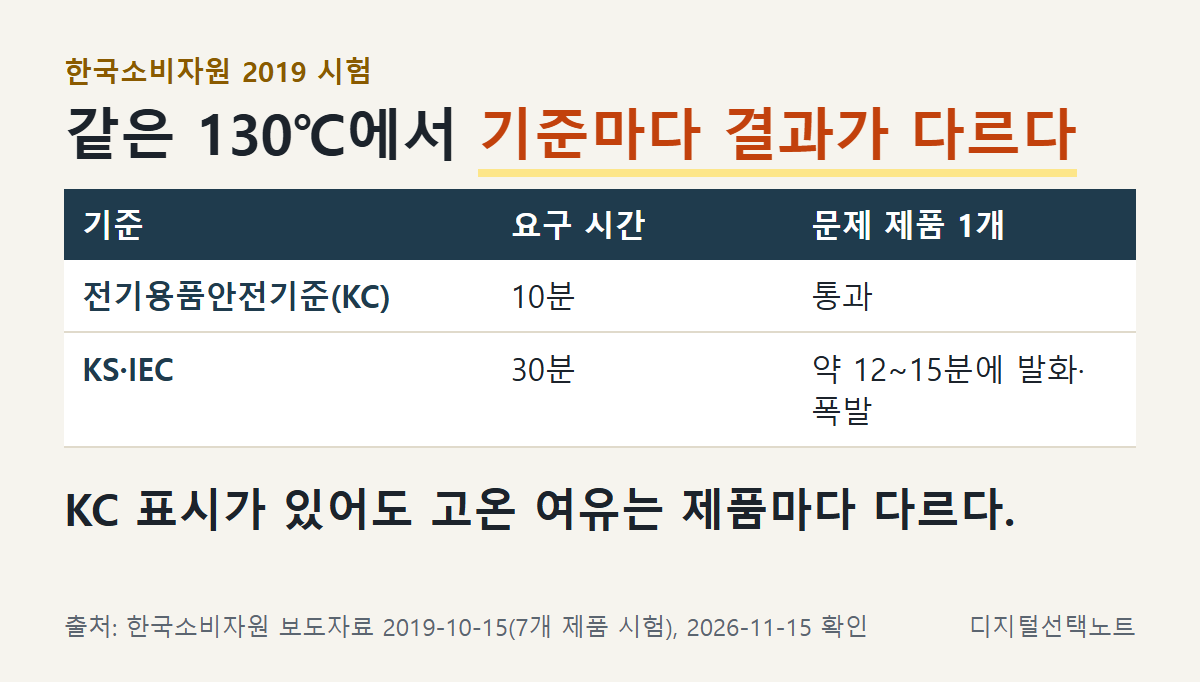 한국소비자원 2019 시험
같은 130℃에서 기준마다 결과가 다르다
기준 요구 시간 문제 제품 1개
전기용품안전기준(KC) 10분 통과
KS·IEC 30분 약 12~15분에 발화·
폭발
KC 표시가 있어도 고온 여유는 제품마다 다르다.
출처: 한국소비자원 보도자료 2019-10-15(7개 제품 시험), 2026-11-15 확인 디지털선택노트